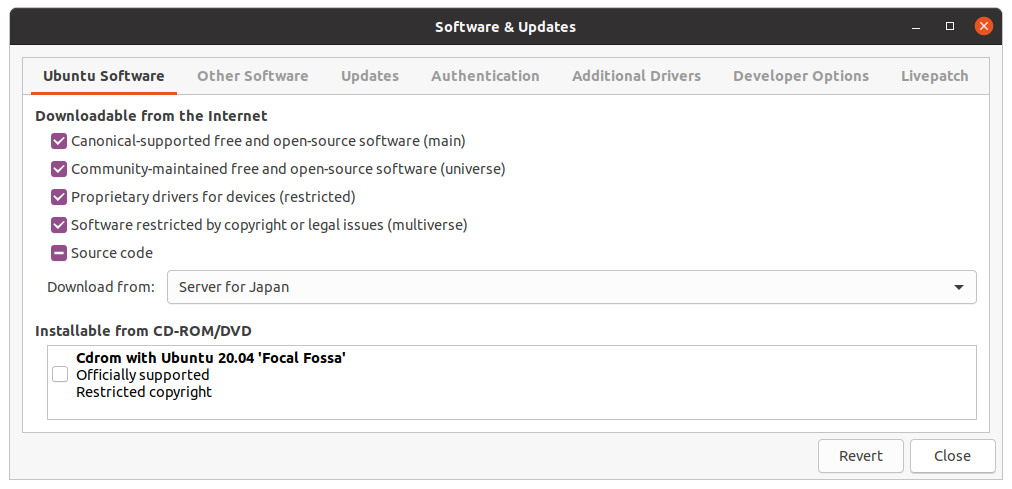 Software & Updates
Ubuntu Software Other Software Updates Authentication Additional Drivers Developer Options Livepatch
Downloadable from the Internet
Canonical-supported free and open-source software (main)
Community-maintained free and open-source software (universe)
Proprietary drivers for devices (restricted)
Software restricted by copyright or legal issues (multiverse)
Source code
Download from: Server for Japan
Installable from CD-ROM/DVD
Cdrom with Ubuntu 20.04 'Focal Fossa'
Officially supported
Restricted copyright
Revert Close